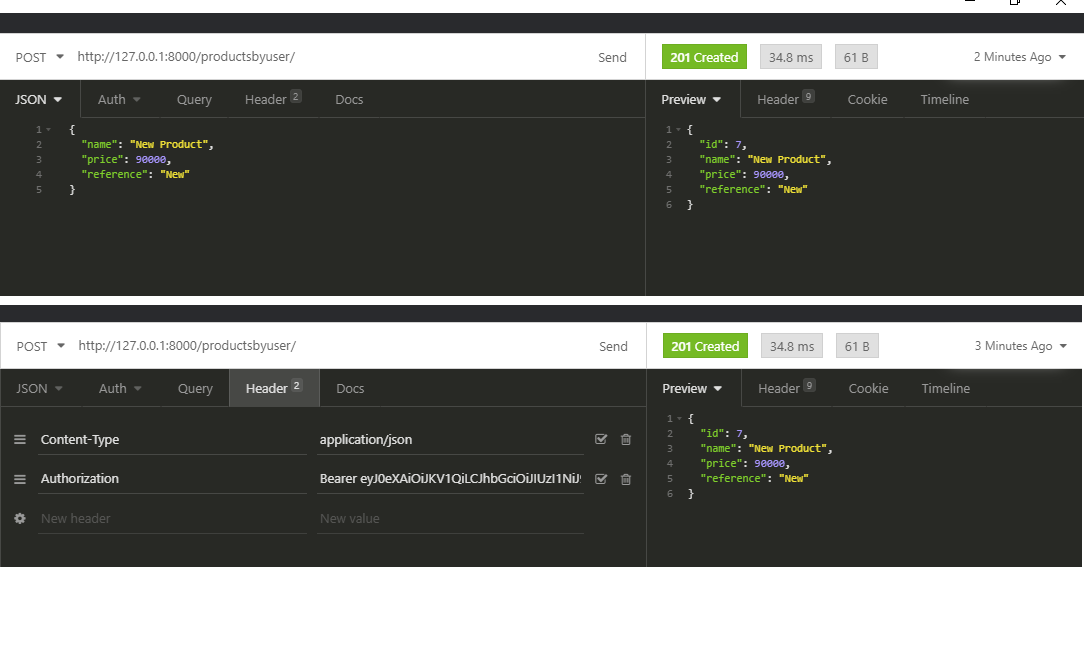 POST http://127.0.0.1:8000/productsbyuser/ Send 201 Created 34.8 ms 61 B 2 Minutes Ago
JSON Auth Query Header 2 Docs Preview Header 9 Cookie Timeline
1 {
2 "name": "New Product",
3 "price": 90000,
4 "reference": "New"
5 }
1 {
2 "id": 7,
3 "name": "New Product",
4 "price": 90000,
5 "reference": "New"
6 }
POST http://127.0.0.1:8000/productsbyuser/ Send 201 Created 34.8 ms 61 B 3 Minutes Ago
JSON Auth Query Header 2 Docs Preview Header 9 Cookie Timeline
Content-Type application/json
Authorization Bearer eyJ0eXAiOiJKV1QiLCJhbGciOiJIUzI1NiJ9
New header New value
1 {
2 "id": 7,
3 "name": "New Product",
4 "price": 90000,
5 "reference": "New"
6 }